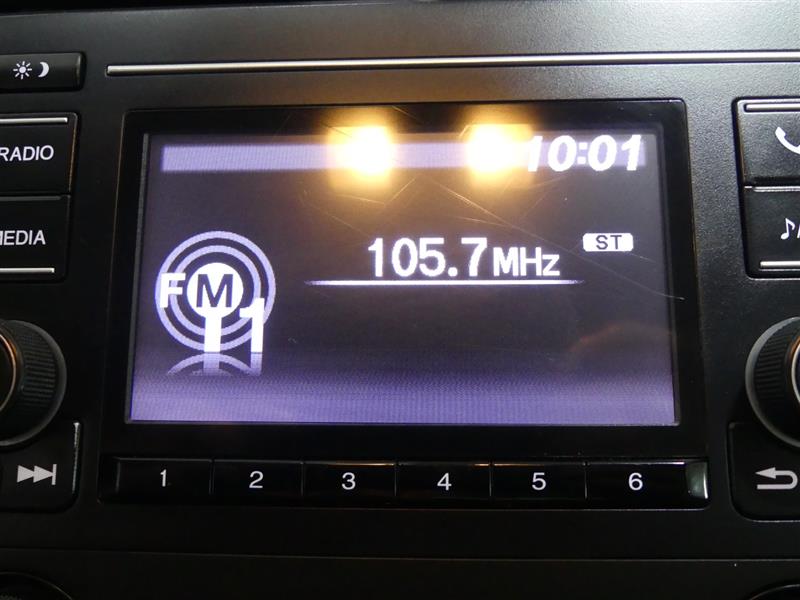 10:01
RADIO
MEDIA
105.7MHz
ST
FM
1
1 2 3 4 5 6